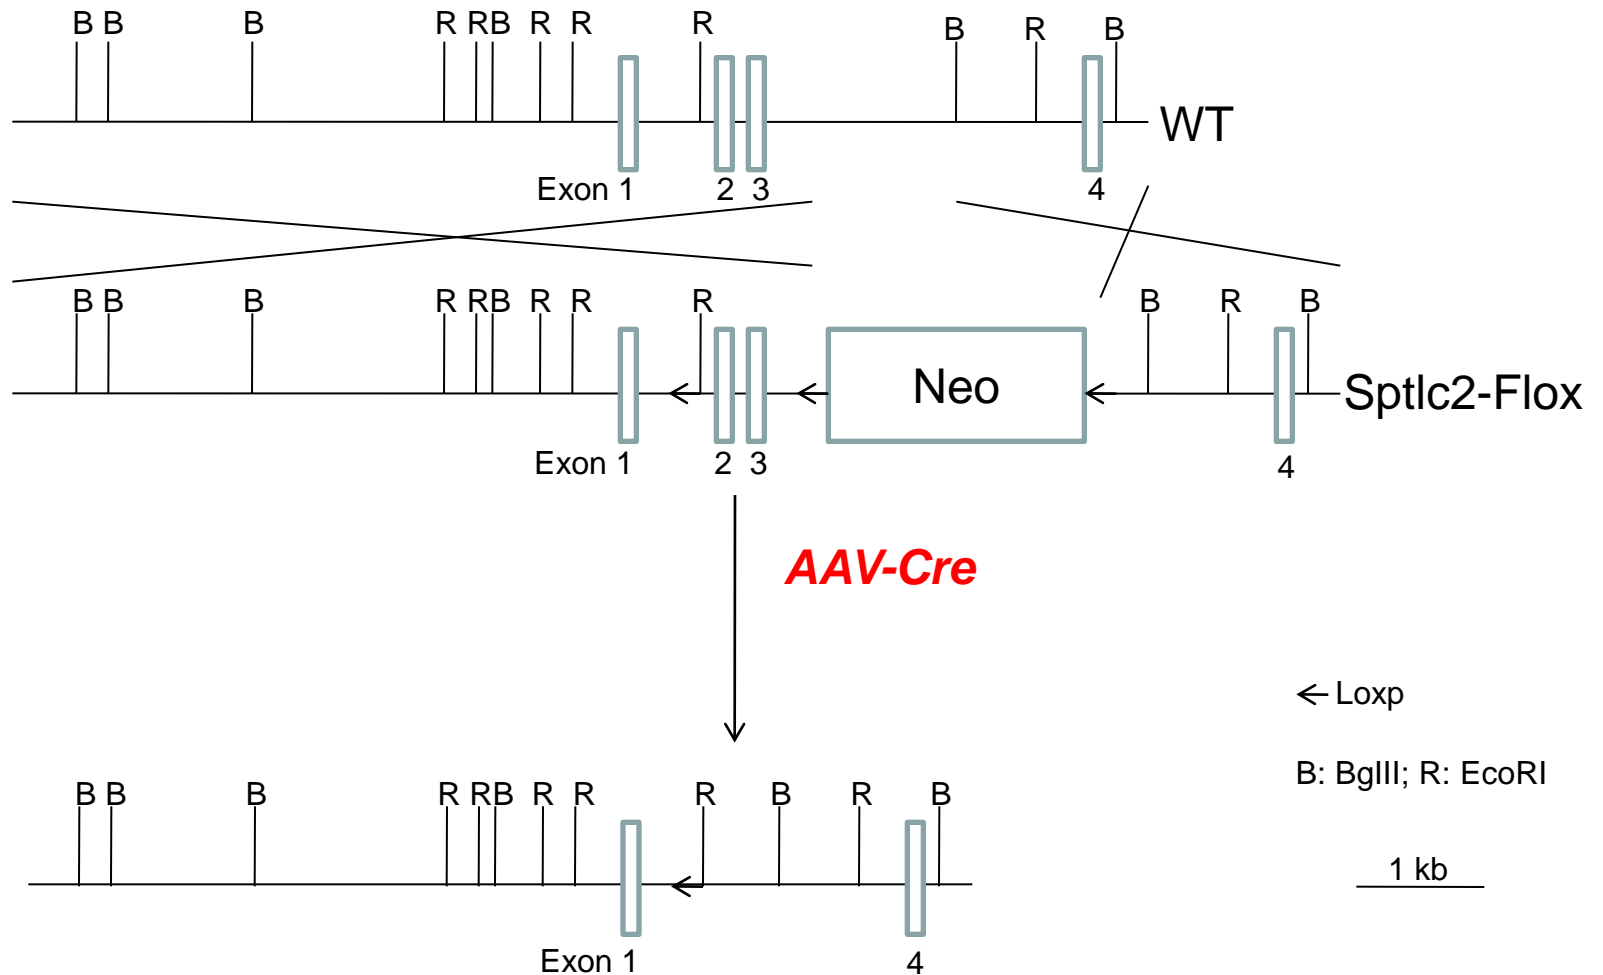 B B B R RB R R R B R B
WT
Exon 1 2 3 4
B B B R RB R R R B R B
Neo
Sptlc2-Flox
Exon 1 2 3 4
AAV-Cre
Loxp
B: BglII; R: EcoRI
B B B R RB R R R B R B
1 kb
Exon 1 4